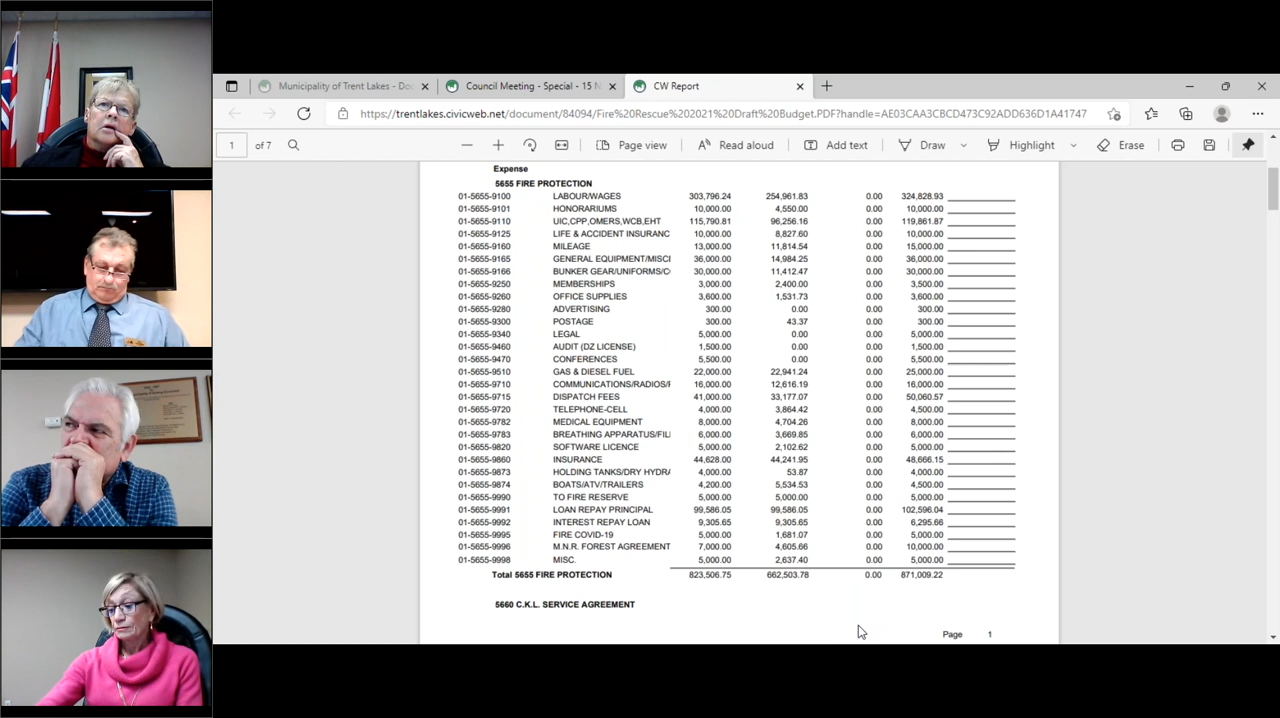 Municipality of Trent Lakes - Doc
Council Meeting - Special - 15 N
CW Report
https://trentlakes.civicweb.net/document/84094/Fire%20Rescue%202021%20Draft%20Budget.PDF?handle=AE03CAA3CBCD473C92ADD636D1A41747
1 of 7 Page view Read aloud Add text Draw Highlight Erase
Expense
5655 FIRE PROTECTION
01-5655-9100 LABOUR/WAGES 303,796.24 254,961.83 0.00 324,828.93
01-5655-9101 HONORARIUMS 10,000.00 4,550.00 0.00 10,000.00
01-5655-9110 UIC,CPP,OMERS,WCB,EHT 115,790.81 96,256.16 0.00 119,861.87
01-5655-9125 LIFE & ACCIDENT INSURANC 10,000.00 8,827.60 0.00 10,000.00
01-5655-9160 MILEAGE 13,000.00 11,814.54 0.00 15,000.00
01-5655-9165 GENERAL EQUIPMENT/MISCI 36,000.00 14,984.25 0.00 36,000.00
01-5655-9166 BUNKER GEAR/UNIFORMS/C 30,000.00 11,412.47 0.00 30,000.00
01-5655-9250 MEMBERSHIPS 3,000.00 2,400.00 0.00 3,500.00
01-5655-9260 OFFICE SUPPLIES 3,600.00 1,531.73 0.00 3,600.00
01-5655-9280 ADVERTISING 300.00 0.00 0.00 300.00
01-5655-9300 POSTAGE 300.00 43.37 0.00 300.00
01-5655-9340 LEGAL 5,000.00 0.00 0.00 5,000.00
01-5655-9460 AUDIT (DZ LICENSE) 1,500.00 0.00 0.00 1,500.00
01-5655-9470 CONFERENCES 5,500.00 0.00 0.00 5,500.00
01-5655-9510 GAS & DIESEL FUEL 22,000.00 22,941.24 0.00 25,000.00
01-5655-9710 COMMUNICATIONS/RADIOS/F 16,000.00 12,616.19 0.00 16,000.00
01-5655-9715 DISPATCH FEES 41,000.00 33,177.07 0.00 50,060.57
01-5655-9720 TELEPHONE-CELL 4,000.00 3,864.42 0.00 4,500.00
01-5655-9782 MEDICAL EQUIPMENT 8,000.00 4,704.26 0.00 8,000.00
01-5655-9783 BREATHING APPARATUS/FIL 6,000.00 3,669.85 0.00 6,000.00
01-5655-9820 SOFTWARE LICENCE 5,000.00 2,102.62 0.00 5,000.00
01-5655-9860 INSURANCE 44,628.00 44,241.95 0.00 48,666.15
01-5655-9873 HOLDING TANKS/DRY HYDRA 4,000.00 53.87 0.00 4,000.00
01-5655-9874 BOATS/ATV/TRAILERS 4,200.00 5,534.53 0.00 4,500.00
01-5655-9990 TO FIRE RESERVE 5,000.00 5,000.00 0.00 5,000.00
01-5655-9991 LOAN REPAY PRINCIPAL 99,586.05 99,586.05 0.00 102,596.04
01-5655-9992 INTEREST REPAY LOAN 9,305.65 9,305.65 0.00 6,295.66
01-5655-9995 FIRE COVID-19 5,000.00 1,681.07 0.00 5,000.00
01-5655-9996 M.N.R. FOREST AGREEMENT 7,000.00 4,605.66 0.00 10,000.00
01-5655-9998 MISC. 5,000.00 2,637.40 0.00 5,000.00
Total 5655 FIRE PROTECTION 823,506.75 662,503.78 0.00 871,009.22
5660 C.K.L. SERVICE AGREEMENT
Page 1